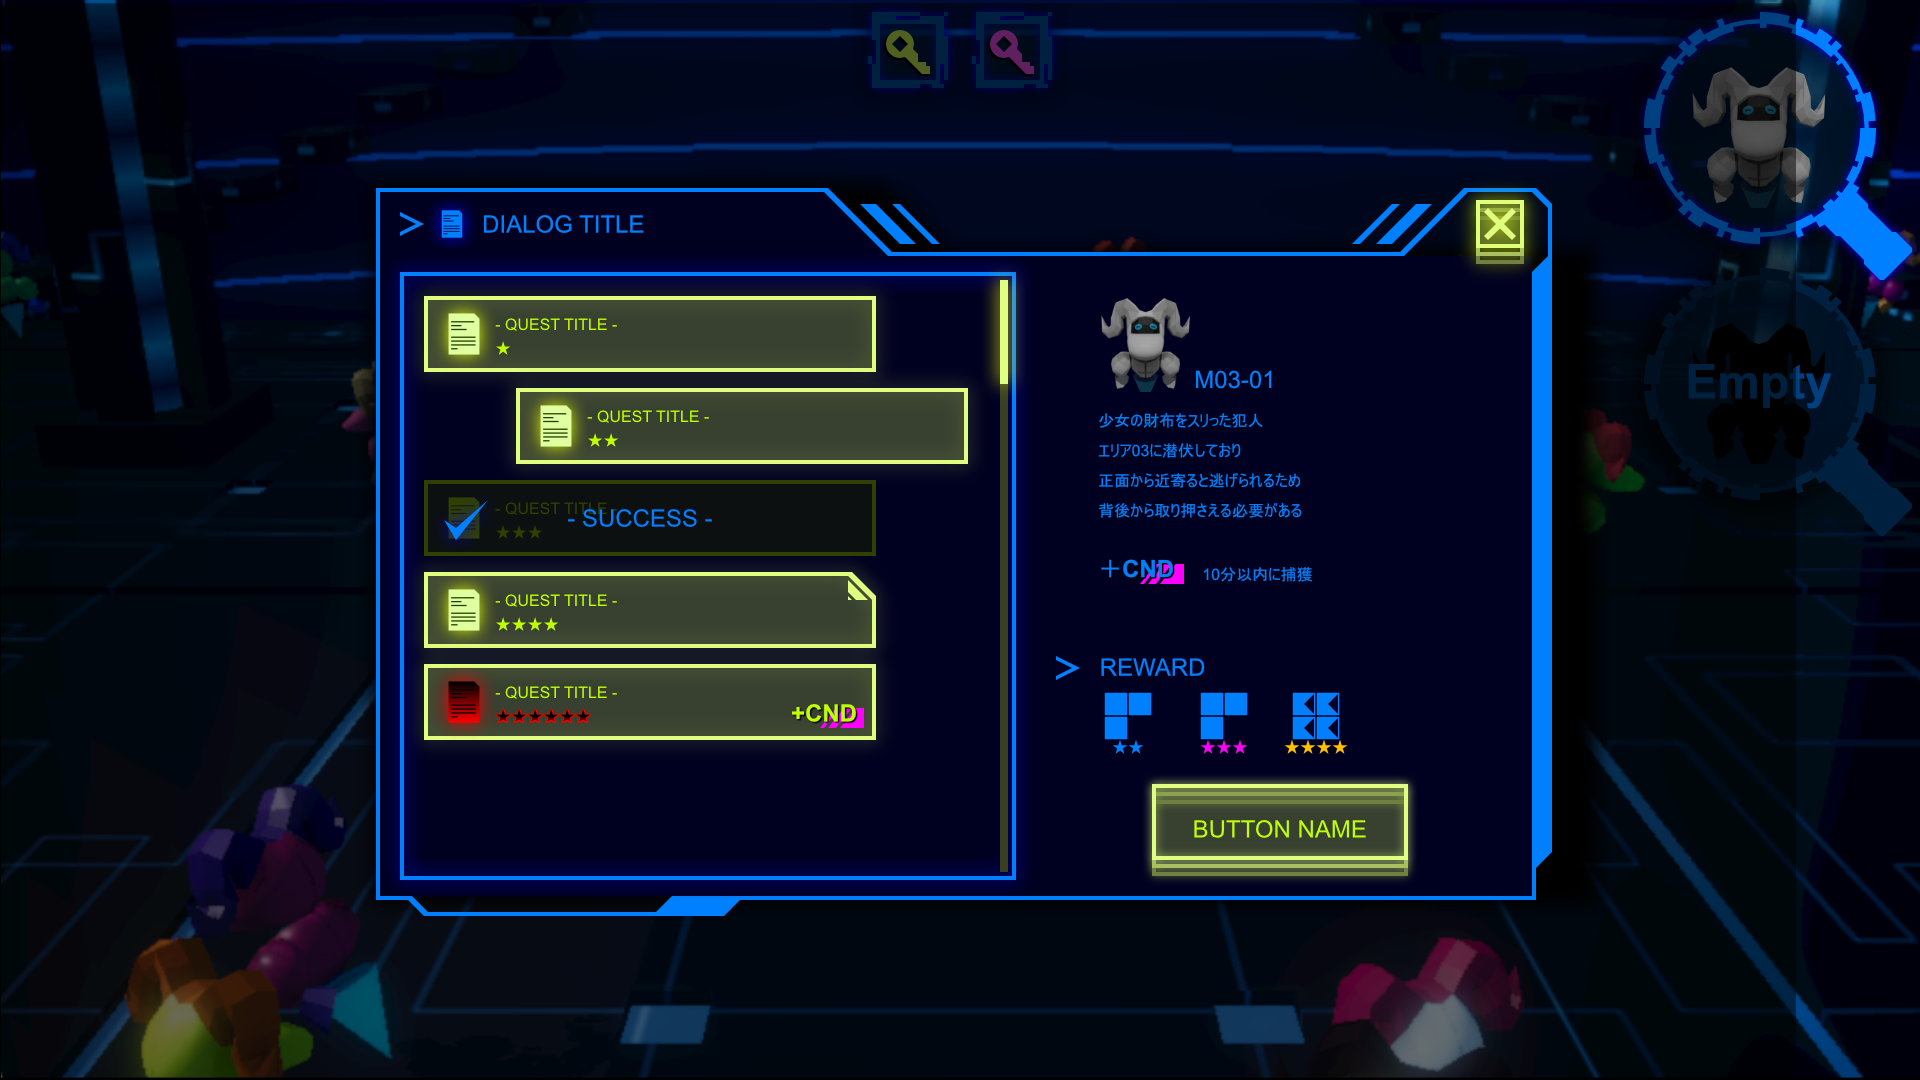 DIALOG TITLE
- QUEST TITLE -
★
- QUEST TITLE -
★★
- QUEST TITLE -
★★★
- SUCCESS -
- QUEST TITLE -
★★★★
- QUEST TITLE -
★★★★★★
+CND
M03-01
少女の財布をスリった犯人
エリア03に潜伏しており
正面から近寄ると逃げられるため
背後から取り押さえる必要がある
+CND 10分以内に捕獲
REWARD
★★ ★★★ ★★★★
BUTTON NAME
Empty